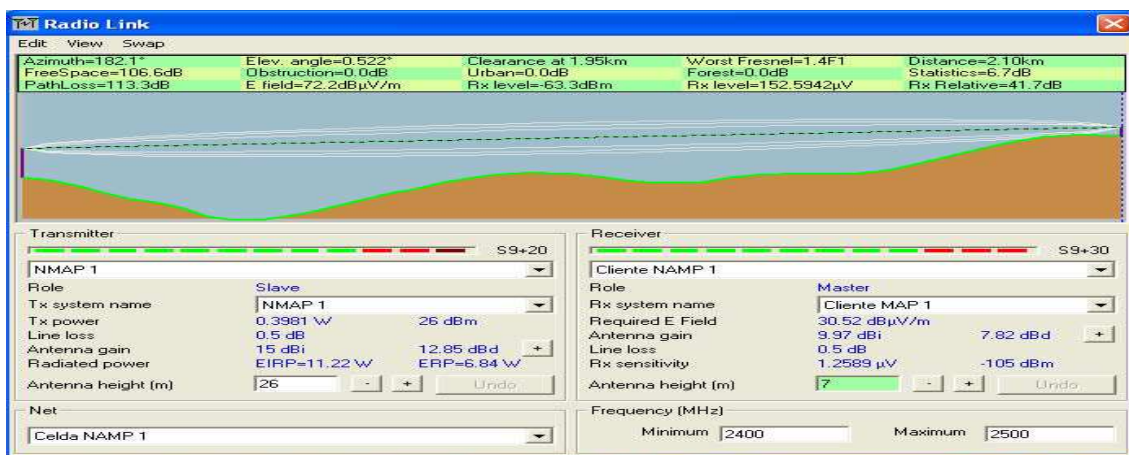 Radio Link
Edit View Swap
Azimuth=182.1° Elev. angle=0.522° Clearance at 1.95km Worst Fresnel=1.4F1 Distance=2.10km
FreeSpace=106.6dB Obstruction=0.0dB Urban=0.0dB Forest=0.0dB Statistics=6.7dB
PathLoss=113.3dB E field=72.2dBµV/m Rx level=-63.3dBm Rx level=152.5942µV Rx Relative=41.7dB
Transmitter
S9+20
NMAP 1
Role Slave
Tx system name NMAP 1
Tx power 0.3981 W 26 dBm
Line loss 0.5 dB
Antenna gain 15 dBi 12.85 dBd +
Radiated power EIRP=11.22 W ERP=6.84 W
Antenna height (m) 26 - + Undo
Net
Celda NAMP 1
Receiver
S9+30
Cliente NAMP 1
Role Master
Rx system name Cliente MAP 1
Required E Field 30.52 dBµV/m
Antenna gain 9.97 dBi 7.82 dBd +
Line loss 0.5 dB
Rx sensitivity 1.2589 µV -105 dBm
Antenna height (m) 7 - + Undo
Frequency (MHz)
Minimum 2400 Maximum 2500